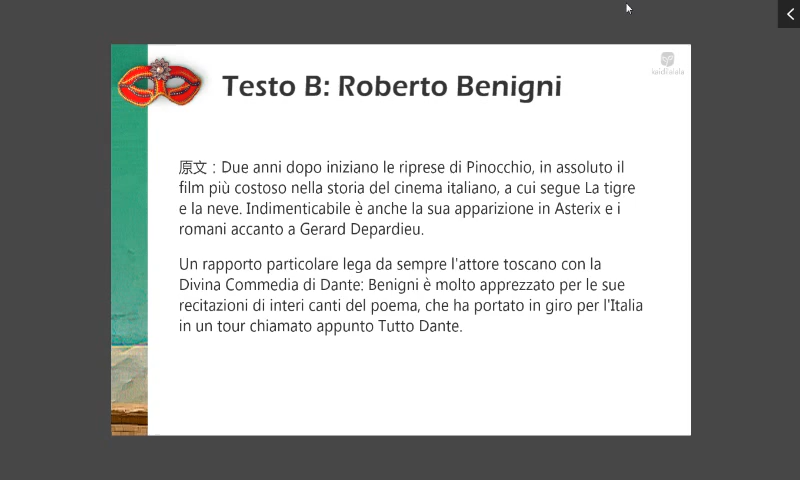 Testo B: Roberto Benigni
原文：Due anni dopo iniziano le riprese di Pinocchio, in assoluto il
film più costoso nella storia del cinema italiano, a cui segue La tigre
e la neve. Indimenticabile è anche la sua apparizione in Asterix e i
romani accanto a Gerard Depardieu.
Un rapporto particolare lega da sempre l'attore toscano con la
Divina Commedia di Dante: Benigni è molto apprezzato per le sue
recitazioni di interi canti del poema, che ha portato in giro per l'Italia
in un tour chiamato appunto Tutto Dante.